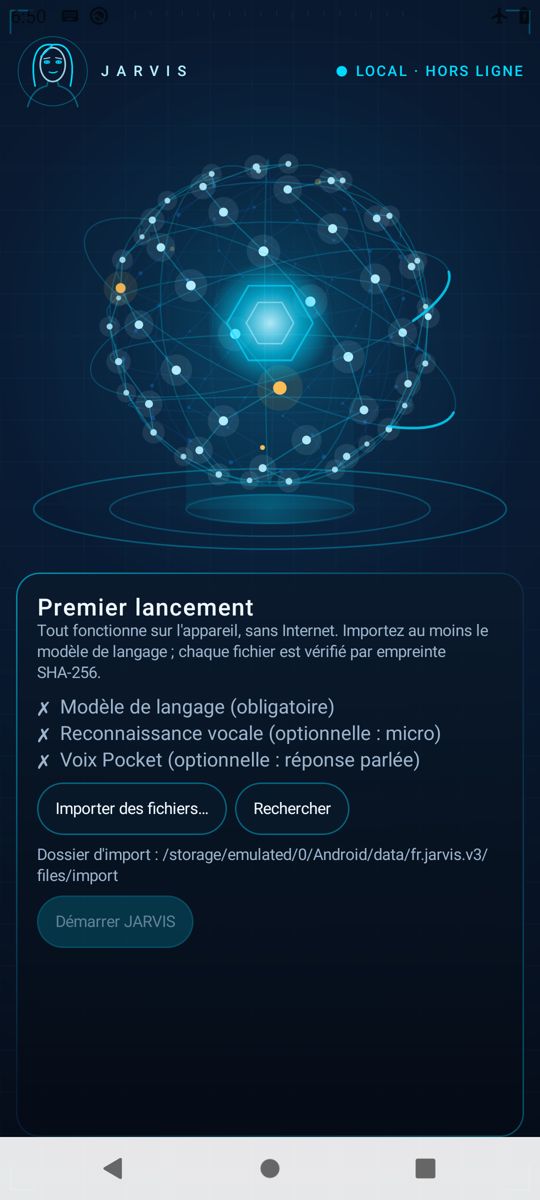 5:50
JARVIS
LOCAL · HORS LIGNE
Premier lancement
Tout fonctionne sur l'appareil, sans Internet. Importez au moins le
modèle de langage ; chaque fichier est vérifié par empreinte
SHA-256.
✗ Modèle de langage (obligatoire)
✗ Reconnaissance vocale (optionnelle : micro)
✗ Voix Pocket (optionnelle : réponse parlée)
Importer des fichiers…
Rechercher
Dossier d'import : /storage/emulated/0/Android/data/fr.jarvis.v3/
files/import
Démarrer JARVIS